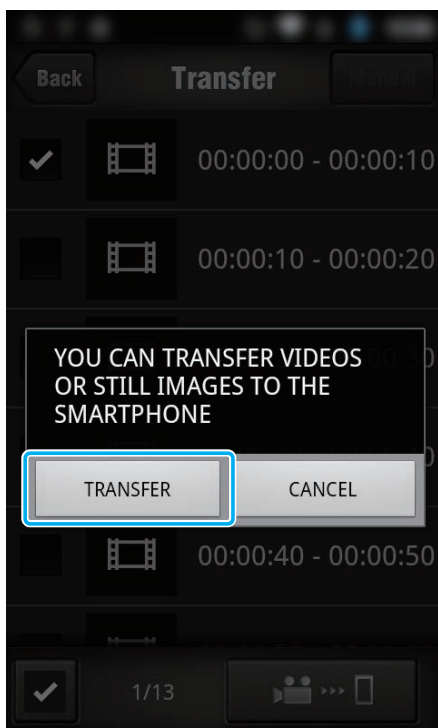 Back Transfer Manual
00:00:00 - 00:00:10
00:00:10 - 00:00:20
YOU CAN TRANSFER VIDEOS
OR STILL IMAGES TO THE
SMARTPHONE
TRANSFER CANCEL
00:00:40 - 00:00:50
1/13